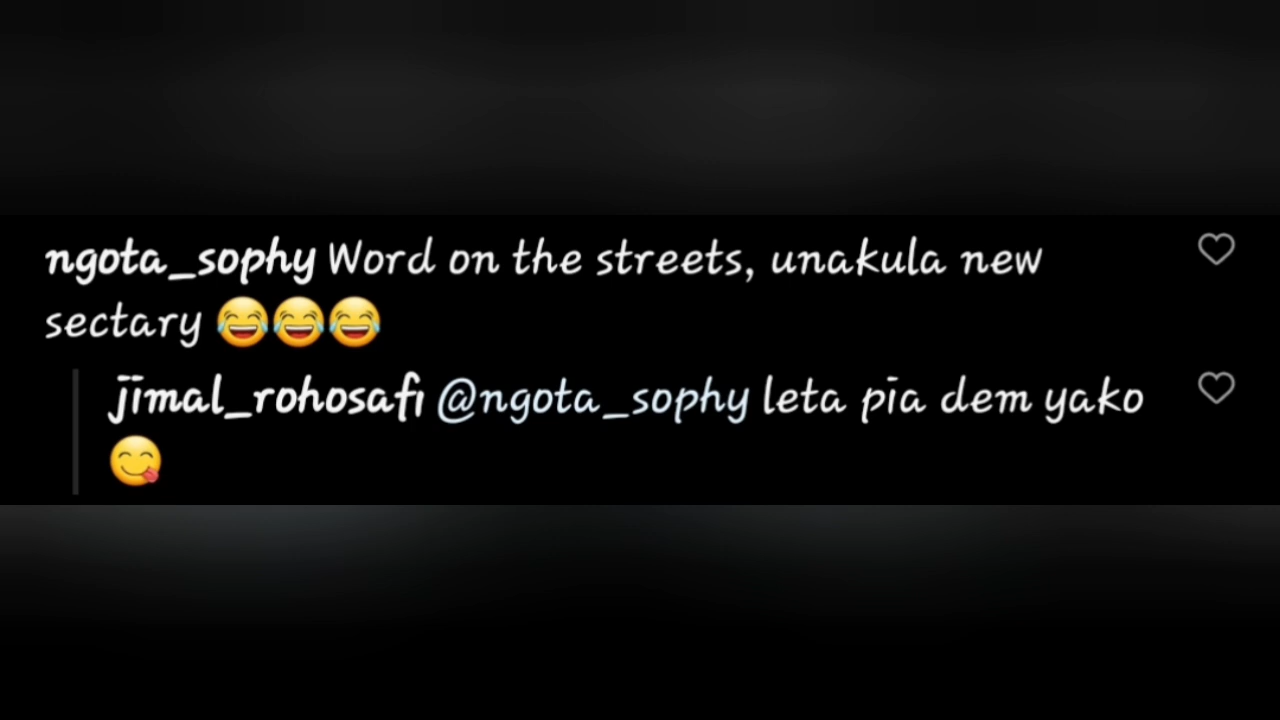 ngota_sophy Word on the streets, unakula new
sectary 😂😂😂
jimal_rohosafi @ngota_sophy leta pia dem yako
😋